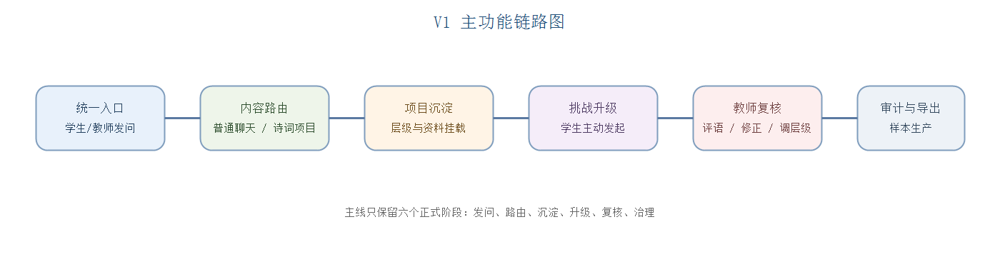 V1 主功能链路图
统一入口
学生/教师发问
内容路由
普通聊天 / 诗词项目
项目沉淀
层级与资料挂载
挑战升级
学生主动发起
教师复核
评语 / 修正 / 调层级
审计与导出
样本生产
主线只保留六个正式阶段：发问、路由、沉淀、升级、复核、治理